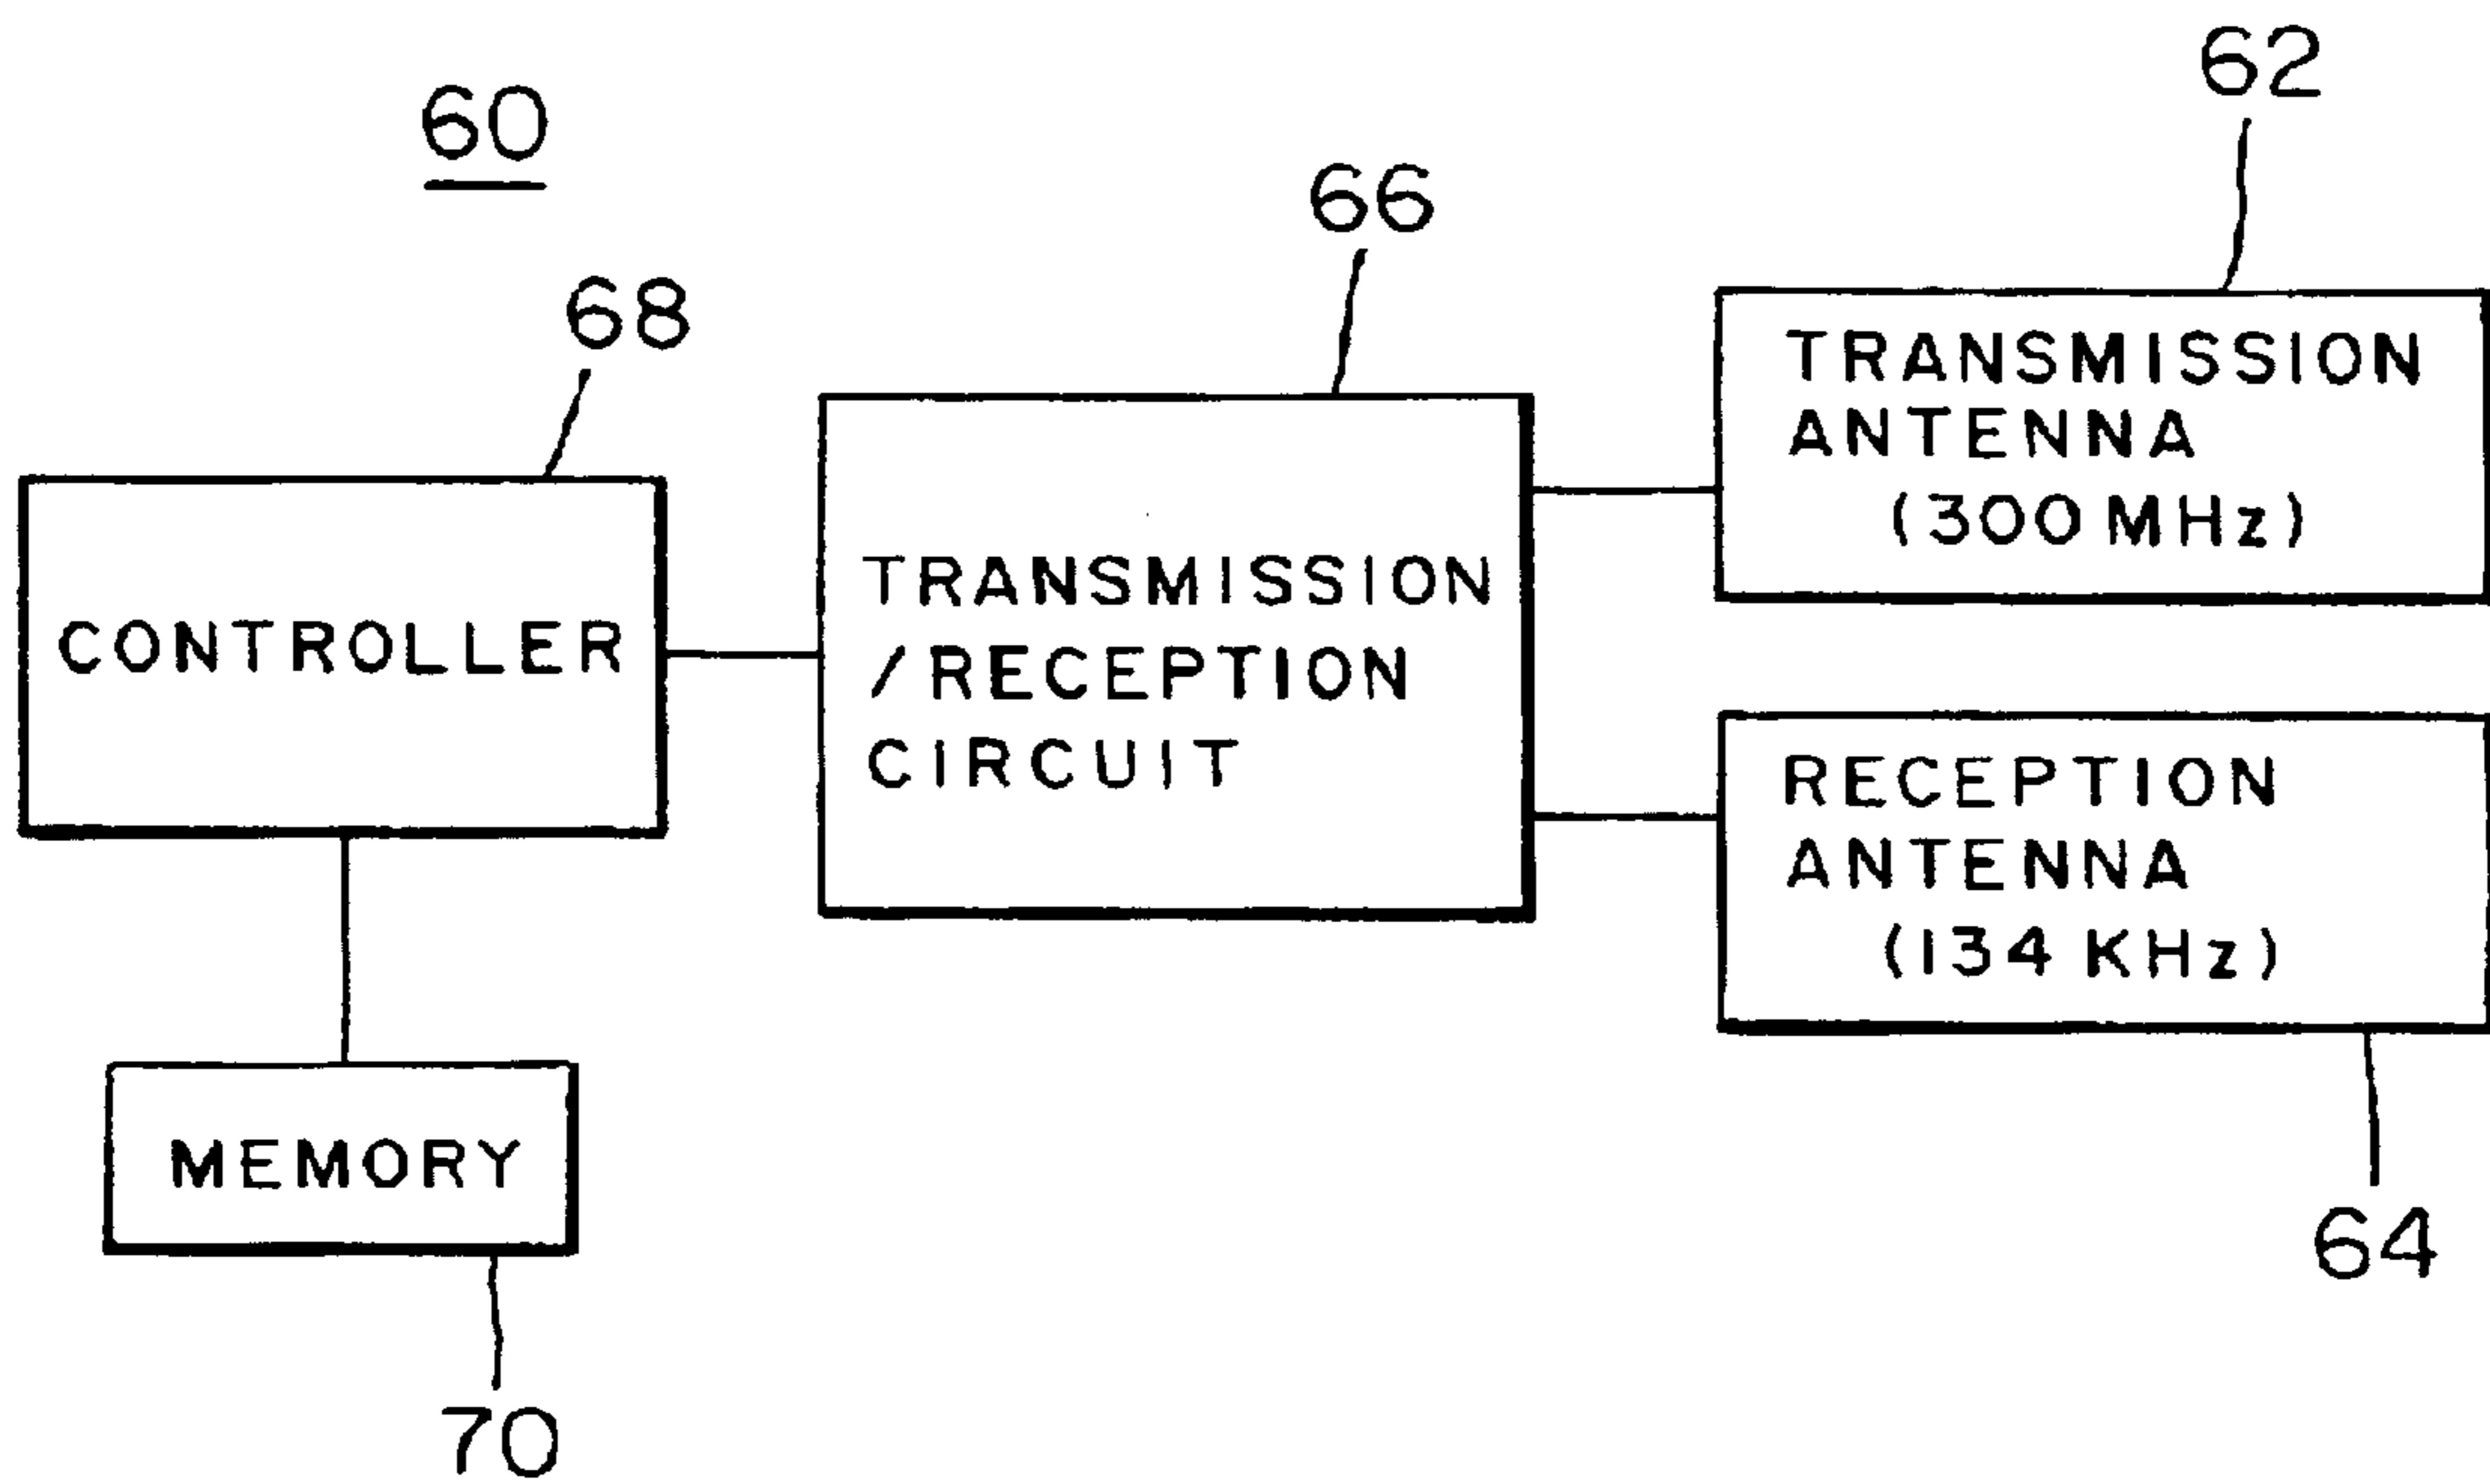 60
62
66
68
TRANSMISSION
ANTENNA
(300 MHz)
TRANSMISSION
/RECEPTION
CIRCUIT
CONTROLLER
RECEPTION
ANTENNA
(134 KHz)
MEMORY
64
70